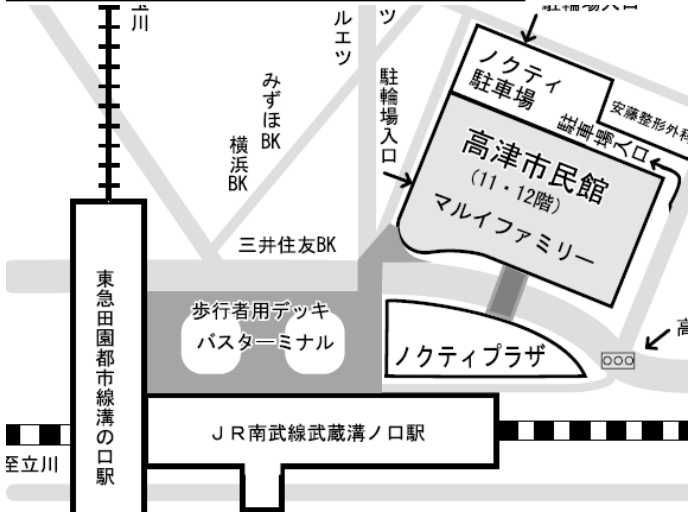 川
ルエツ
ツ
駐輪場入口
ノクティ
駐車場
安藤整形外科
駐車場入口
みずほBK
横浜BK
駐輪場入口
高津市民館
(11・12階)
マルイファミリー
三井住友BK
東急田園都市線溝の口駅
歩行者用デッキ
バスターミナル
ノクティプラザ
高
JR南武線武蔵溝ノ口駅
至立川